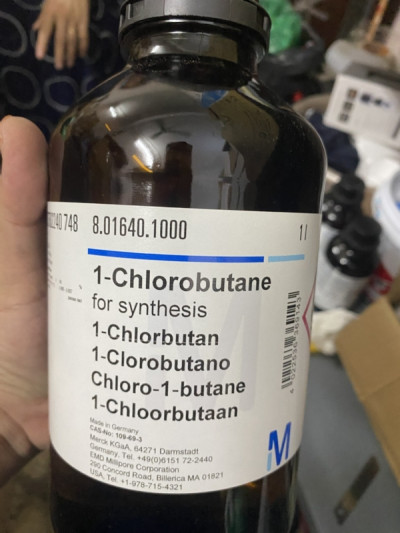 8.01640.1000 1 l
1-Chlorobutane
for synthesis
1-Chlorbutan
1-Clorobutano
Chloro-1-butane
1-Chloorbutaan
Made in Germany
CAS-No: 109-69-3
Merck KGaA, 64271 Darmstadt
Germany, Tel. +49(0)6151 72-2440
EMD Millipore Corporation
290 Concord Road, Billerica MA 01821
USA, Tel. +1-978-715-4321
M